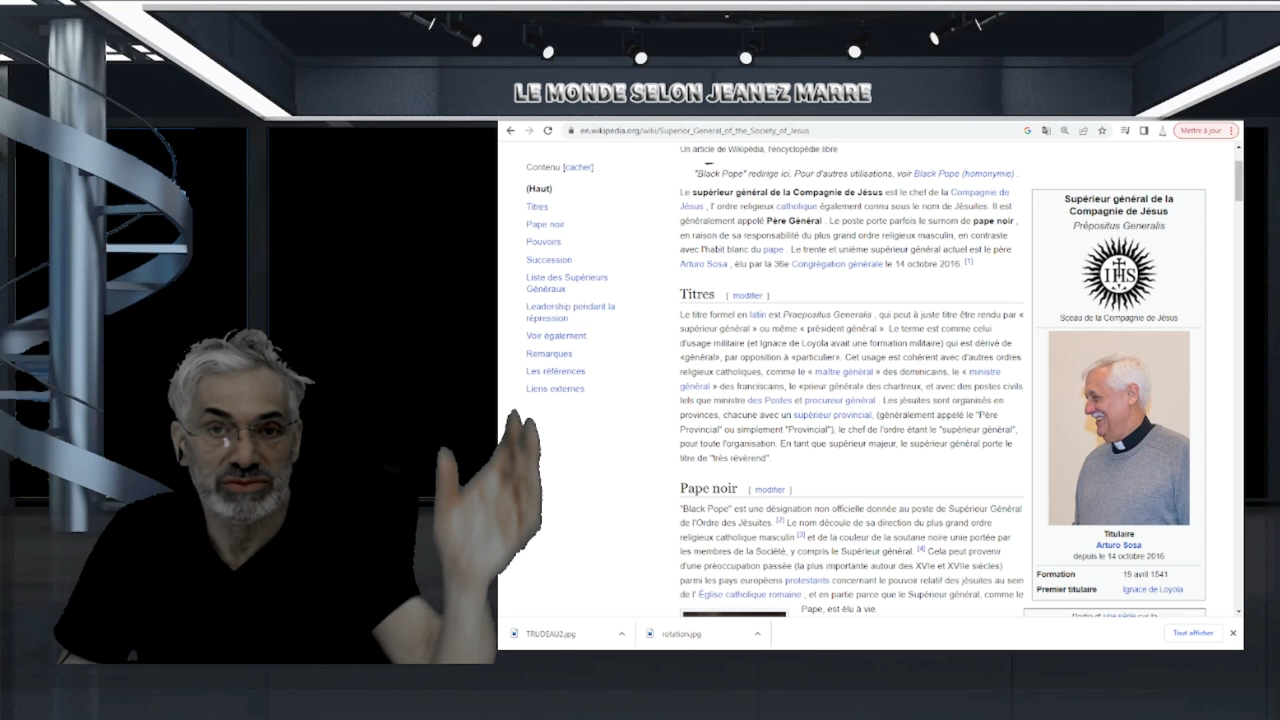 LE MONDE SELON JEANEZ MARRE
en.wikipedia.org/wiki/Superior_General_of_the_Society_of_Jesus
Mettre à jour
Un article de Wikipédia, l'encyclopédie libre
"Black Pope" redirige ici. Pour d'autres utilisations, voir Black Pope (homonymie) .
Contenu [cacher]
(Haut)
Titres
Pape noir
Pouvoirs
Succession
Liste des Supérieurs
Généraux
Leadership pendant la
répression
Voir également
Remarques
Les références
Liens externes
Le supérieur général de la Compagnie de Jésus est le chef de la Compagnie de
Jésus , l' ordre religieux catholique également connu sous le nom de Jésuites. Il est
généralement appelé Père Général . Le poste porte parfois le surnom de pape noir ,
en raison de sa responsabilité du plus grand ordre religieux masculin, en contraste
avec l'habit blanc du pape . Le trente et unième supérieur général actuel est le père
Arturo Sosa , élu par la 36e Congrégation générale le 14 octobre 2016. [1]
Titres [ modifier ]
Le titre formel en latin est Praepositus Generalis , qui peut à juste titre être rendu par «
supérieur général » ou même « président général ». Le terme est comme celui
d'usage militaire (et Ignace de Loyola avait une formation militaire) qui est dérivé de
«général», par opposition à «particulier». Cet usage est cohérent avec d'autres ordres
religieux catholiques, comme le « maître général » des dominicains, le « ministre
général » des franciscains, le «prieur général» des chartreux, et avec des postes civils
tels que ministre des Postes et procureur général . Les jésuites sont organisés en
provinces, chacune avec un supérieur provincial, (généralement appelé le "Père
Provincial" ou simplement "Provincial"), le chef de l'ordre étant le "supérieur général",
pour toute l'organisation. En tant que supérieur majeur, le supérieur général porte le
titre de "très révérend".
Pape noir [ modifier ]
"Black Pope" est une désignation non officielle donnée au poste de Supérieur Général
de l'Ordre des Jésuites. [2] Le nom découle de sa direction du plus grand ordre
religieux catholique masculin [3] et de la couleur de la soutane noire unie portée par
les membres de la Société, y compris le Supérieur général. [4] Cela peut provenir
d'une préoccupation passée (la plus importante autour des XVIe et XVIIe siècles)
parmi les pays européens protestants concernant le pouvoir relatif des jésuites au sein
de l' Église catholique romaine , et en partie parce que le Supérieur général, comme le
Pape, est élu à vie.
Supérieur général de la
Compagnie de Jésus
Prépositus Generalis
IHS
Sceau de la Compagnie de Jésus
Titulaire
Arturo Sosa
depuis le 14 octobre 2016
Formation 19 avril 1541
Premier titulaire Ignace de Loyola
Partie d' une série sur la
TRUDEAU2.jpg
rotation.jpg
Tout afficher